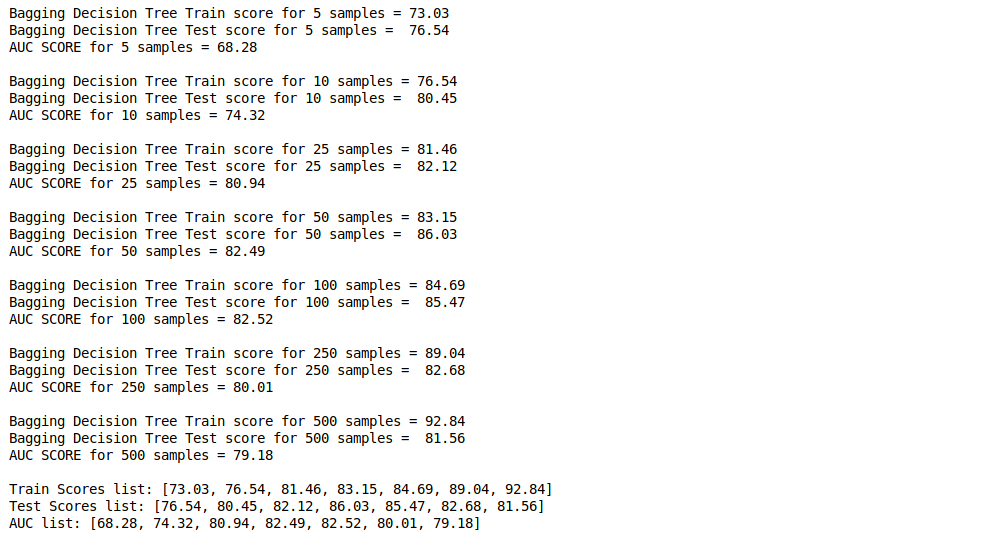 Bagging Decision Tree Train score for 5 samples = 73.03
Bagging Decision Tree Test score for 5 samples =  76.54
AUC SCORE for 5 samples = 68.28

Bagging Decision Tree Train score for 10 samples = 76.54
Bagging Decision Tree Test score for 10 samples =  80.45
AUC SCORE for 10 samples = 74.32

Bagging Decision Tree Train score for 25 samples = 81.46
Bagging Decision Tree Test score for 25 samples =  82.12
AUC SCORE for 25 samples = 80.94

Bagging Decision Tree Train score for 50 samples = 83.15
Bagging Decision Tree Test score for 50 samples =  86.03
AUC SCORE for 50 samples = 82.49

Bagging Decision Tree Train score for 100 samples = 84.69
Bagging Decision Tree Test score for 100 samples =  85.47
AUC SCORE for 100 samples = 82.52

Bagging Decision Tree Train score for 250 samples = 89.04
Bagging Decision Tree Test score for 250 samples =  82.68
AUC SCORE for 250 samples = 80.01

Bagging Decision Tree Train score for 500 samples = 92.84
Bagging Decision Tree Test score for 500 samples =  81.56
AUC SCORE for 500 samples = 79.18

Train Scores list: [73.03, 76.54, 81.46, 83.15, 84.69, 89.04, 92.84]
Test Scores list: [76.54, 80.45, 82.12, 86.03, 85.47, 82.68, 81.56]
AUC list: [68.28, 74.32, 80.94, 82.49, 82.52, 80.01, 79.18]